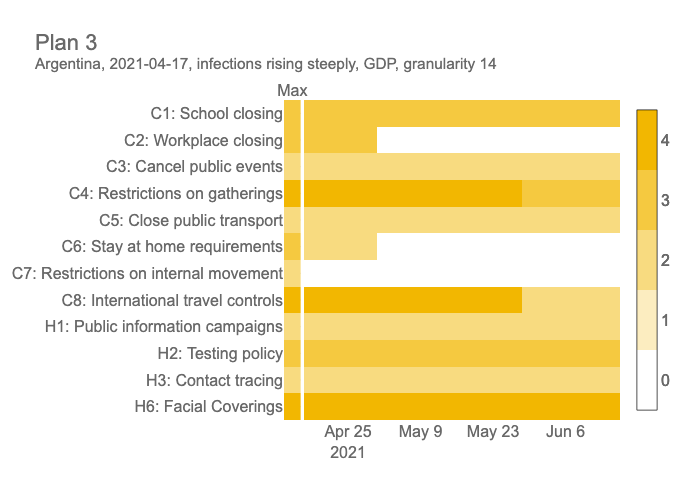 Plan 3
Argentina, 2021-04-17, infections rising steeply, GDP, granularity 14
Max
C1: School closing
C2: Workplace closing
C3: Cancel public events
C4: Restrictions on gatherings
C5: Close public transport
C6: Stay at home requirements
C7: Restrictions on internal movement
C8: International travel controls
H1: Public information campaigns
H2: Testing policy
H3: Contact tracing
H6: Facial Coverings
4
3
2
1
0
Apr 25 May 9 May 23 Jun 6
2021